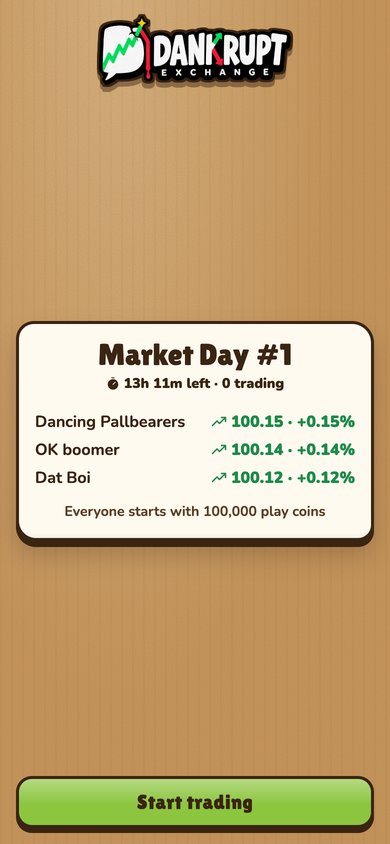 DANKRUPT
EXCHANGE
Market Day #1
13h 11m left · 0 trading
Dancing Pallbearers 100.15 · +0.15%
OK boomer 100.14 · +0.14%
Dat Boi 100.12 · +0.12%
Everyone starts with 100,000 play coins
Start trading